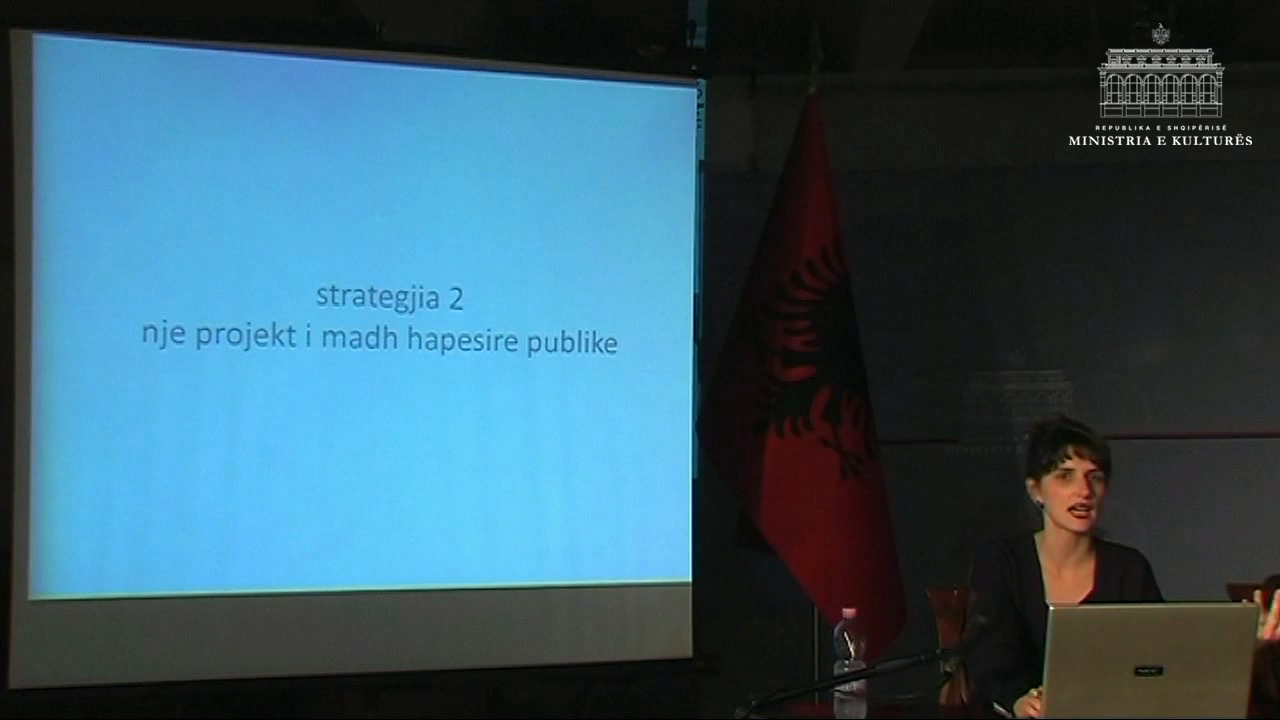 strategjia 2
nje projekt i madh hapesire publike
REPUBLIKA E SHQIPËRISË
MINISTRIA E KULTURËS